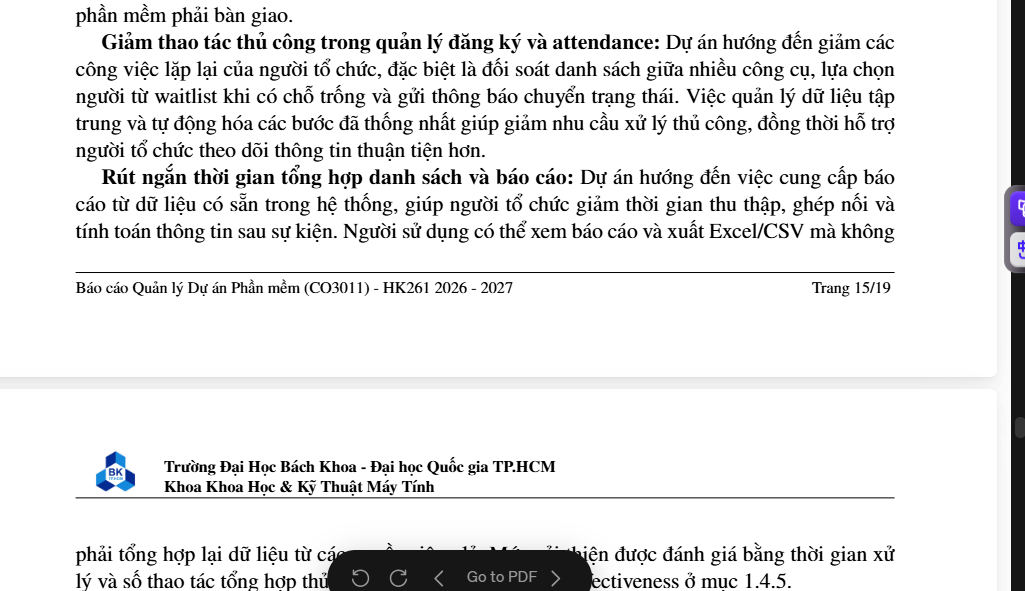 phần mềm phải bàn giao.
Giảm thao tác thủ công trong quản lý đăng ký và attendance: Dự án hướng đến giảm các
công việc lặp lại của người tổ chức, đặc biệt là đối soát danh sách giữa nhiều công cụ, lựa chọn
người từ waitlist khi có chỗ trống và gửi thông báo chuyển trạng thái. Việc quản lý dữ liệu tập
trung và tự động hóa các bước đã thống nhất giúp giảm nhu cầu xử lý thủ công, đồng thời hỗ trợ
người tổ chức theo dõi thông tin thuận tiện hơn.
Rút ngắn thời gian tổng hợp danh sách và báo cáo: Dự án hướng đến việc cung cấp báo
cáo từ dữ liệu có sẵn trong hệ thống, giúp người tổ chức giảm thời gian thu thập, ghép nối và
tính toán thông tin sau sự kiện. Người sử dụng có thể xem báo cáo và xuất Excel/CSV mà không
Báo cáo Quản lý Dự án Phần mềm (CO3011) - HK261 2026 - 2027 Trang 15/19
BK
Trường Đại Học Bách Khoa - Đại học Quốc gia TP.HCM
Khoa Khoa Học & Kỹ Thuật Máy Tính
phải tổng hợp lại dữ liệu từ được đánh giá bằng thời gian xử
lý và số thao tác tổng hợp ectiveness ở mục 1.4.5.
Go to PDF